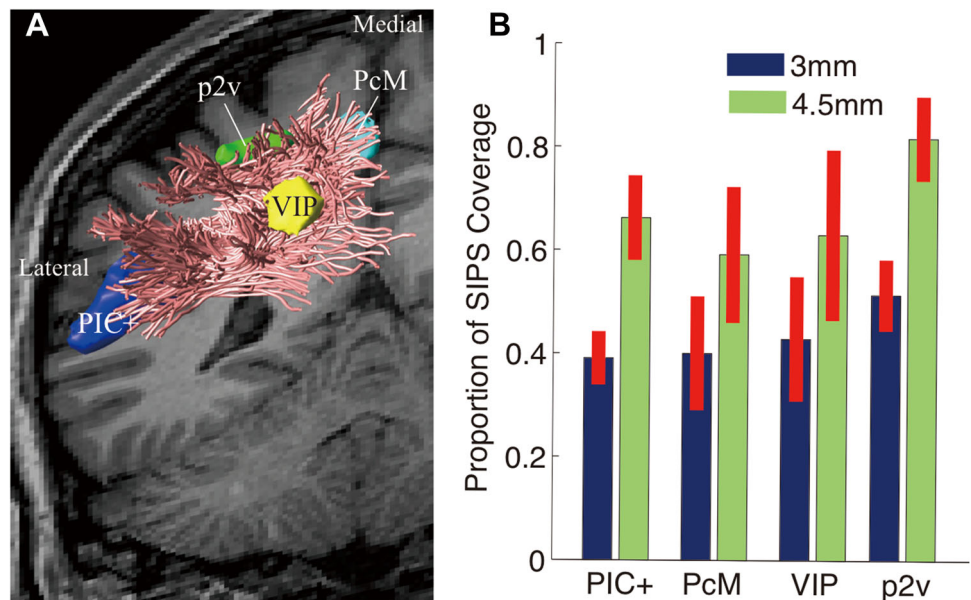 A
Medial
p2v
PcM
VIP
Lateral
PIC+
B
3mm
4.5mm
Proportion of SIPS Coverage
1
0.8
0.6
0.4
0.2
0
PIC+ PcM VIP p2v